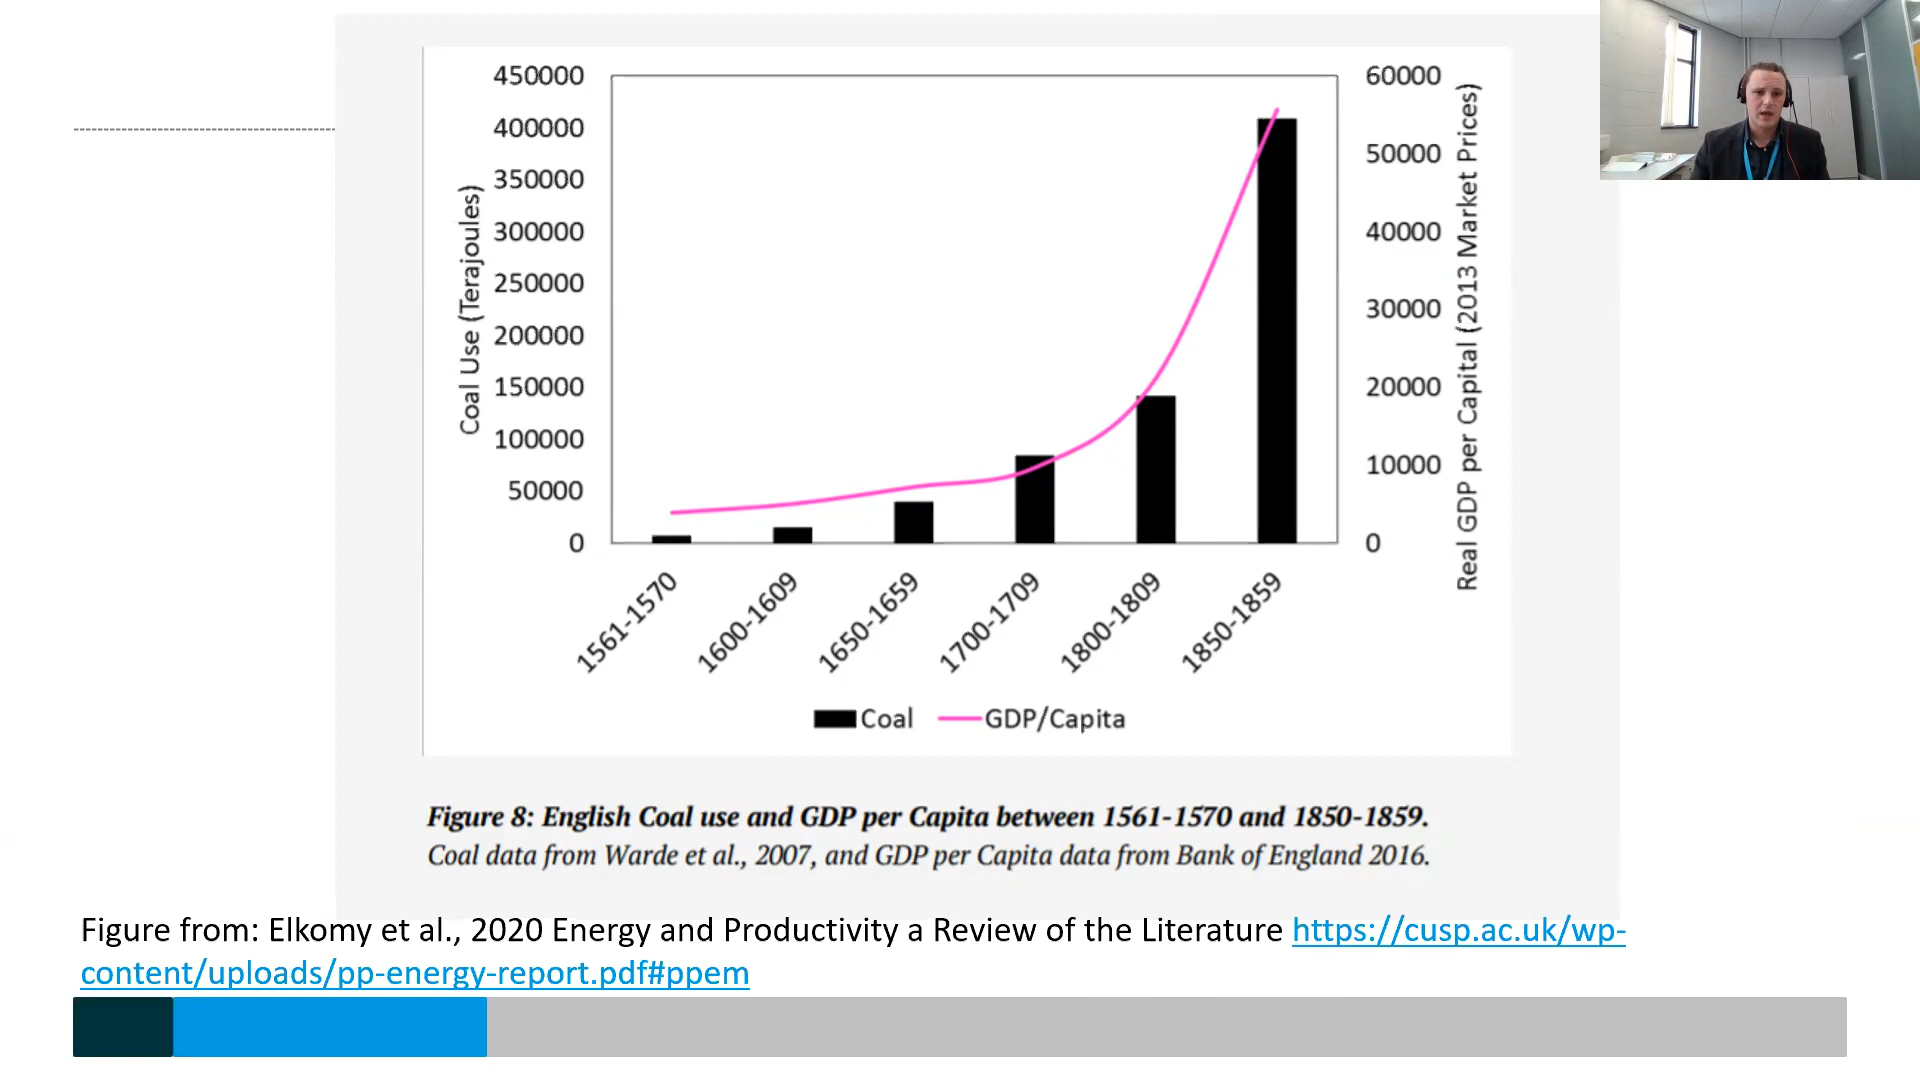 450000
400000
350000
300000
250000
200000
150000
100000
50000
0
Coal Use (Terajoules)
60000
50000
40000
30000
20000
10000
0
Real GDP per Capital (2013 Market Prices)
1561-1570
1600-1609
1650-1659
1700-1709
1800-1809
1850-1859
Coal
GDP/Capita
Figure 8: English Coal use and GDP per Capita between 1561-1570 and 1850-1859.
Coal data from Warde et al., 2007, and GDP per Capita data from Bank of England 2016.
Figure from: Elkomy et al., 2020 Energy and Productivity a Review of the Literature https://cusp.ac.uk/wp-
content/uploads/pp-energy-report.pdf#ppem